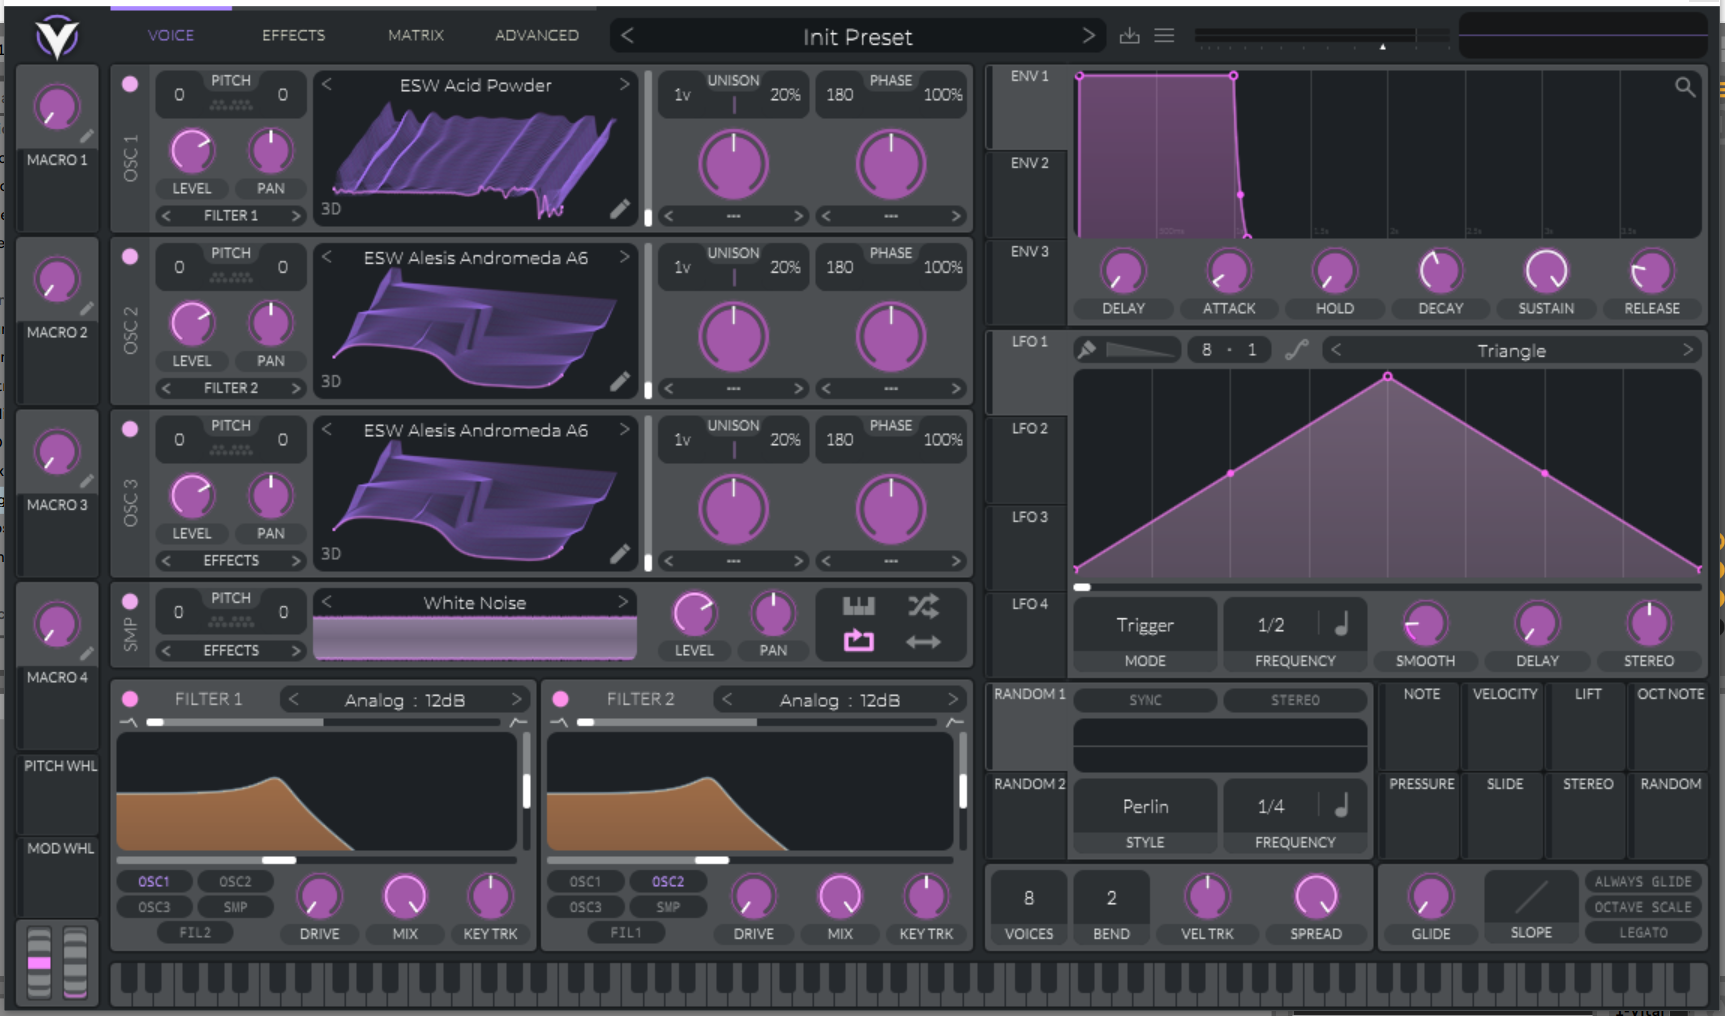 VOICE EFFECTS MATRIX ADVANCED Init Preset
MACRO 1
MACRO 2
MACRO 3
MACRO 4
PITCH WHL
MOD WHL
OSC 1
PITCH
0 0
LEVEL PAN
FILTER 1
ESW Acid Powder
3D
UNISON
1v 20%
---
PHASE
180 100%
---
OSC 2
PITCH
0 0
LEVEL PAN
FILTER 2
ESW Alesis Andromeda A6
3D
UNISON
1v 20%
---
PHASE
180 100%
---
OSC 3
PITCH
0 0
LEVEL PAN
EFFECTS
ESW Alesis Andromeda A6
3D
UNISON
1v 20%
---
PHASE
180 100%
---
SMP
PITCH
0 0
EFFECTS
White Noise
LEVEL PAN
FILTER 1 Analog : 12dB
OSC1 OSC2
OSC3 SMP
FIL2
DRIVE MIX KEY TRK
FILTER 2 Analog : 12dB
OSC1 OSC2
OSC3 SMP
FIL1
DRIVE MIX KEY TRK
ENV 1
ENV 2
ENV 3
DELAY ATTACK HOLD DECAY SUSTAIN RELEASE
LFO 1
LFO 2
LFO 3
LFO 4
8 · 1 Triangle
Trigger
MODE
1/2
FREQUENCY
SMOOTH DELAY STEREO
RANDOM 1
RANDOM 2
SYNC STEREO
Perlin
STYLE
1/4
FREQUENCY
NOTE VELOCITY LIFT OCT NOTE
PRESSURE SLIDE STEREO RANDOM
8
VOICES
2
BEND
VEL TRK SPREAD
GLIDE SLOPE
ALWAYS GLIDE
OCTAVE SCALE
LEGATO